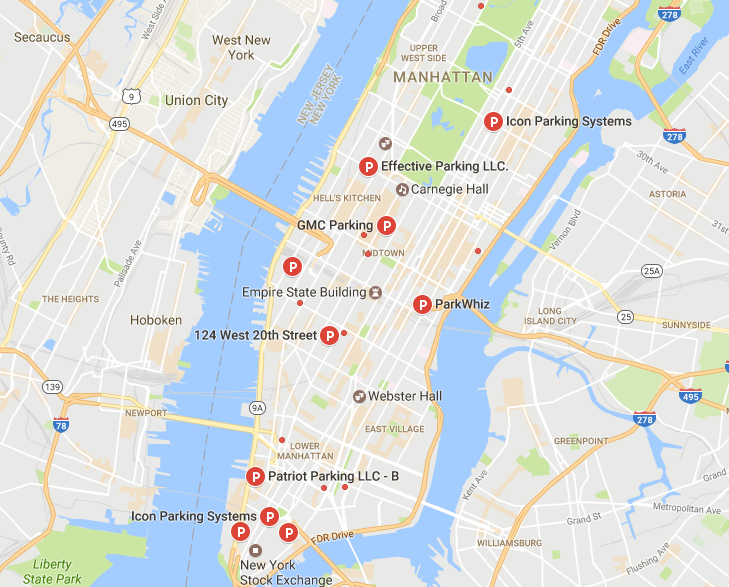 Secaucus
West Side
Broad
5th Ave
FDR Drive
278
West New
York
UPPER
WEST SIDE
East River
MANHATTAN
9
Union City
NEW JERSEY
NEW YORK
495
P
Icon Parking Systems
278
30th Ave
P
Effective Parking LLC.
Carnegie Hall
HELL'S KITCHEN
ASTORIA
Vernon Blvd
31st
GMC Parking
P
County Rd
Palisade Ave
MIDTOWN
P
25A
THE HEIGHTS
Empire State Building
P
ParkWhiz
LONG
ISLAND CITY
25
SUNNYSIDE
Hoboken
124 West 20th Street
P
139
Webster Hall
495
9A
NEWPORT
278
78
EAST VILLAGE
GREENPOINT
LOWER
MANHATTAN
P
Patriot Parking LLC - B
Kent Ave
Grand
Metropolitan Ave
Icon Parking Systems
P
Grand St
P
P
FDR Drive
WILLIAMSBURG
Flushing Ave
Liberty
State Park
New York
Stock Exchange